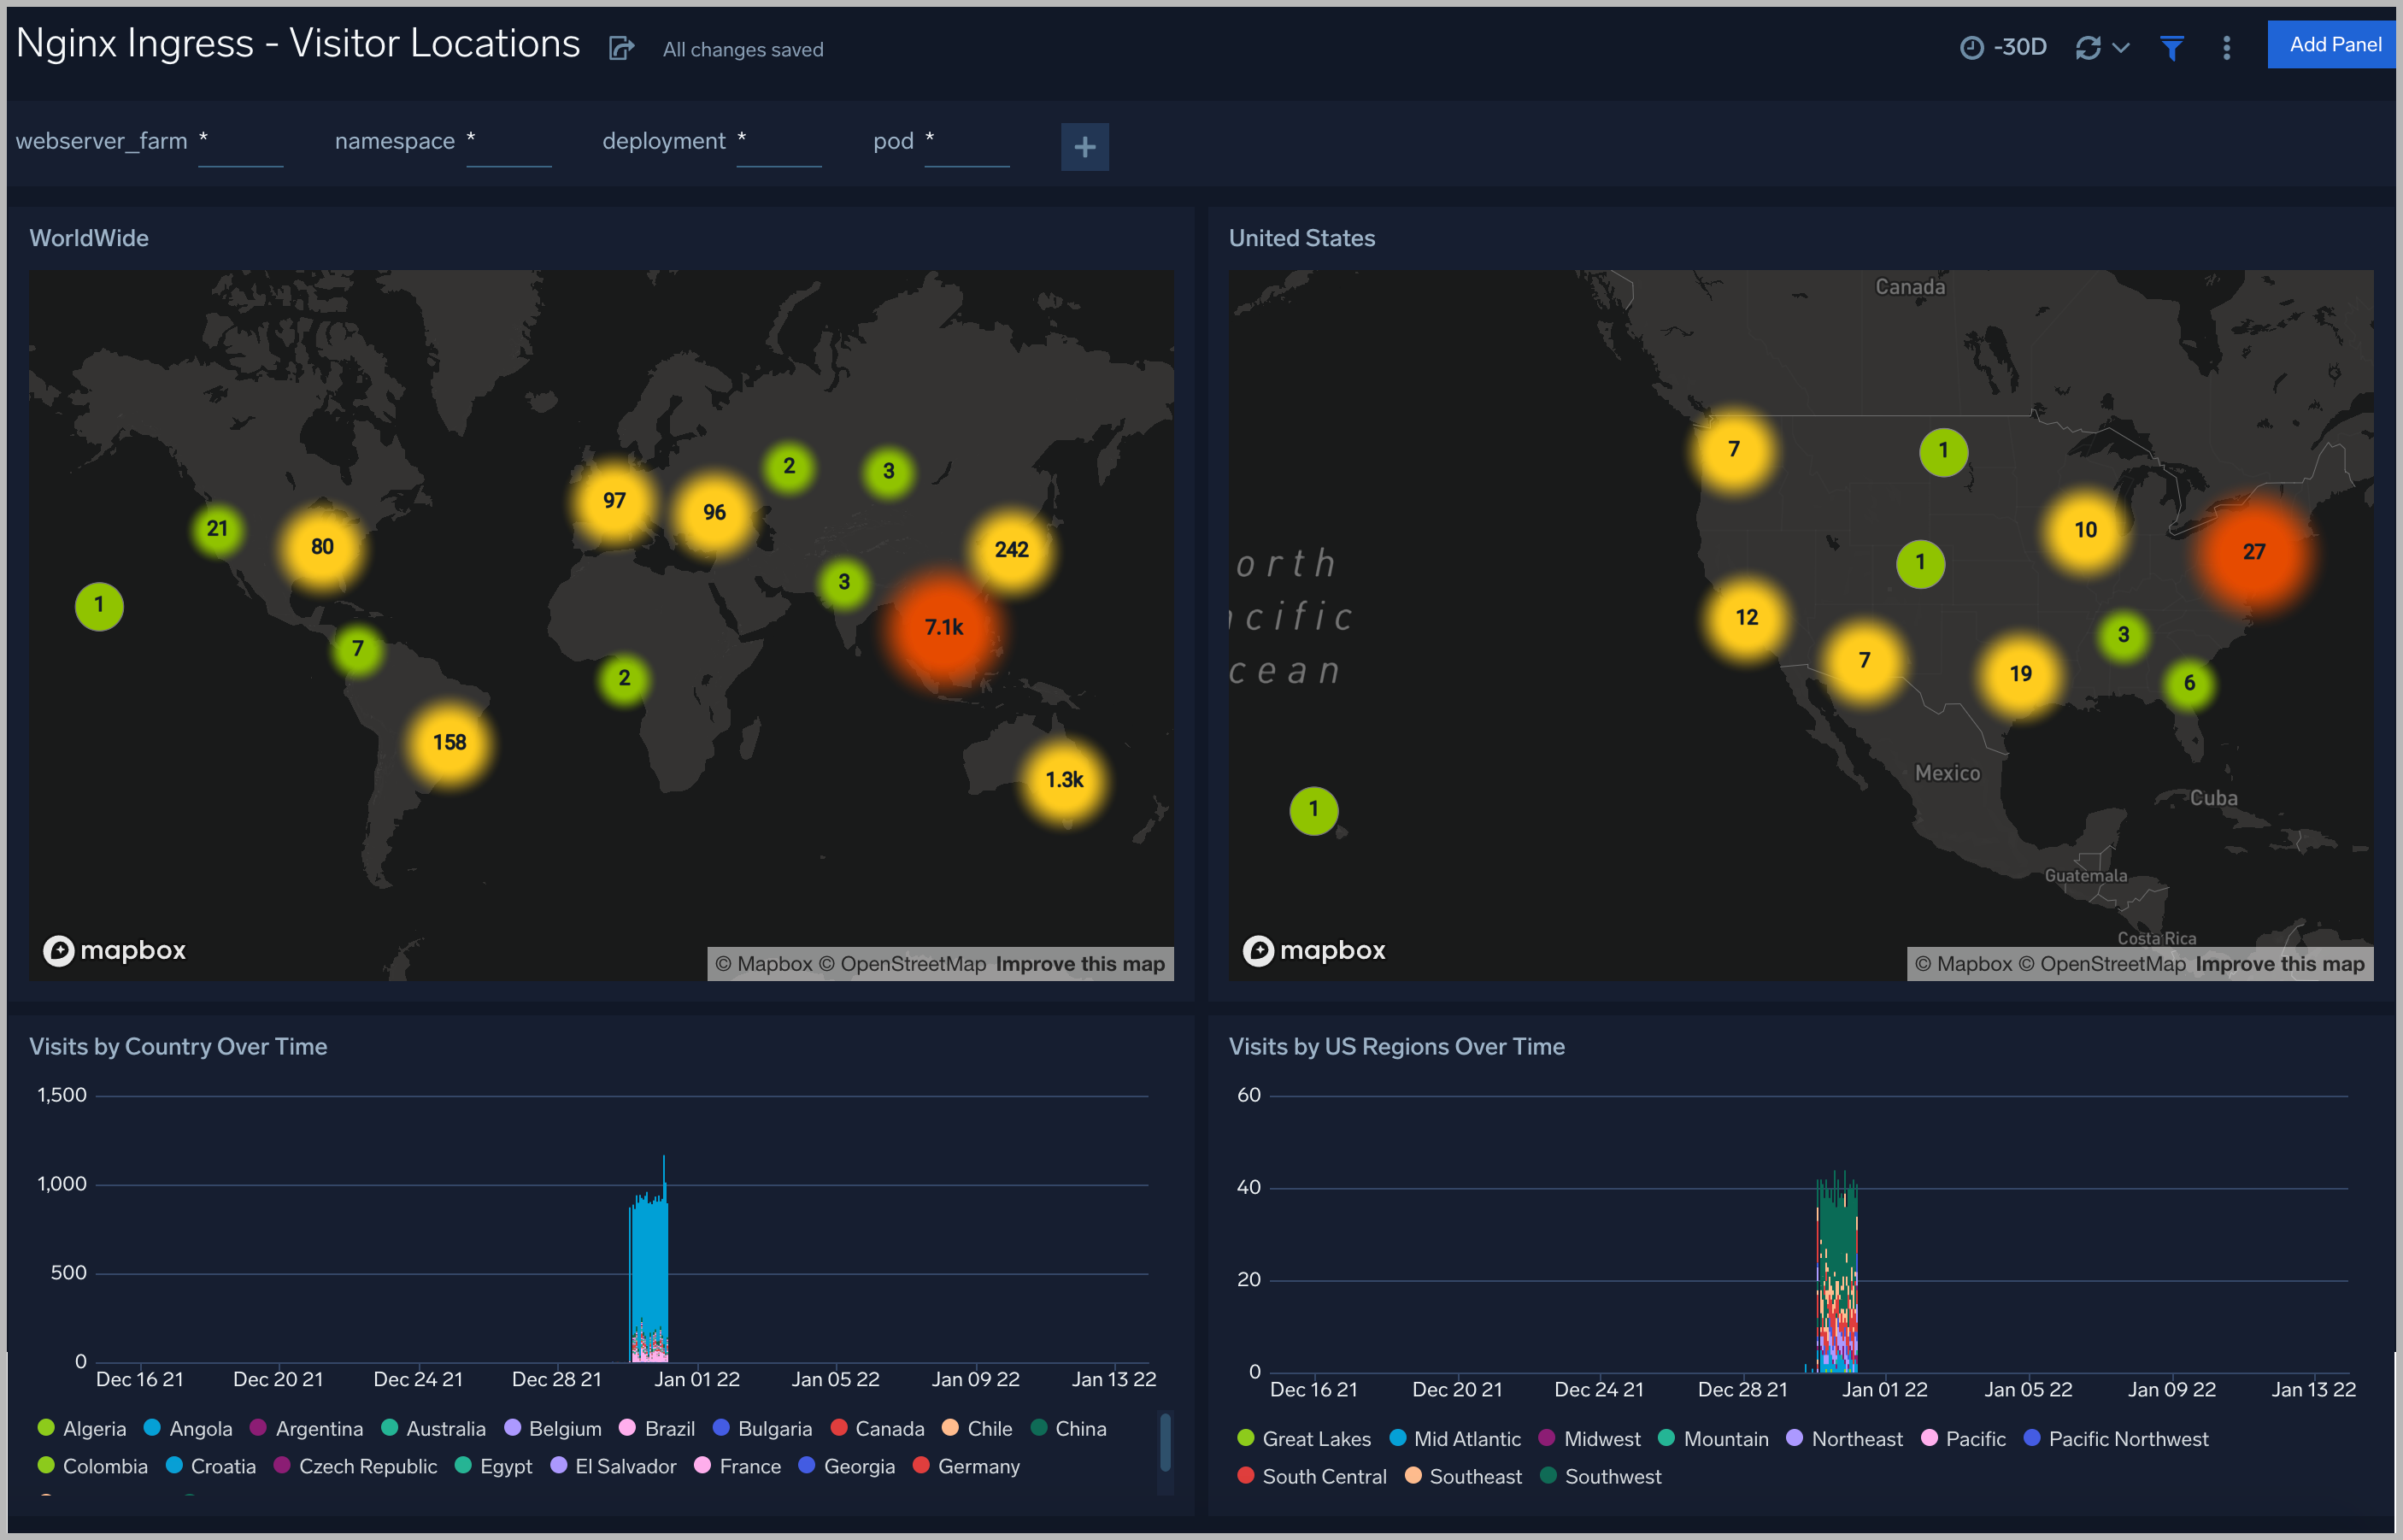 Nginx Ingress - Visitor Locations All changes saved -30D Add Panel
webserver_farm * namespace * deployment * pod * +
WorldWide
21
80
97
96
2
3
242
1
3
7.1k
7
2
158
1.3k
mapbox
© Mapbox © OpenStreetMap Improve this map
United States
Canada
7
1
10
27
1
orth
acific
cean
12
7
19
3
6
Mexico
Cuba
1
Guatemala
Costa Rica
mapbox
© Mapbox © OpenStreetMap Improve this map
Visits by Country Over Time
1,500
1,000
500
0
Dec 16 21 Dec 20 21 Dec 24 21 Dec 28 21 Jan 01 22 Jan 05 22 Jan 09 22 Jan 13 22
Algeria Angola Argentina Australia Belgium Brazil Bulgaria Canada Chile China
Colombia Croatia Czech Republic Egypt El Salvador France Georgia Germany
Visits by US Regions Over Time
60
40
20
0
Dec 16 21 Dec 20 21 Dec 24 21 Dec 28 21 Jan 01 22 Jan 05 22 Jan 09 22 Jan 13 22
Great Lakes Mid Atlantic Midwest Mountain Northeast Pacific Pacific Northwest
South Central Southeast Southwest